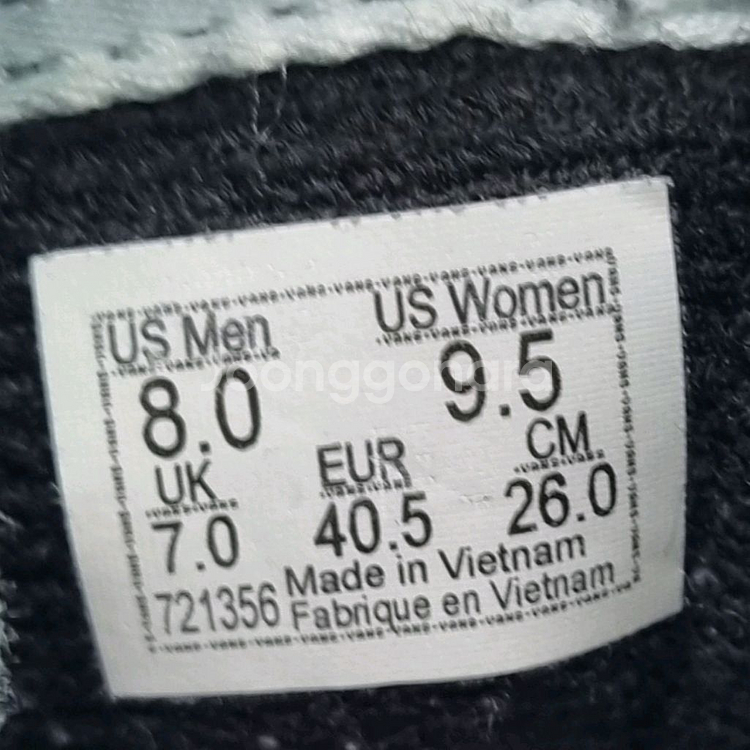 US Men US Women
8.0 9.5
UK EUR CM
7.0 40.5 26.0
721356 Made in Vietnam
Fabrique en Vietnam
joonggonara